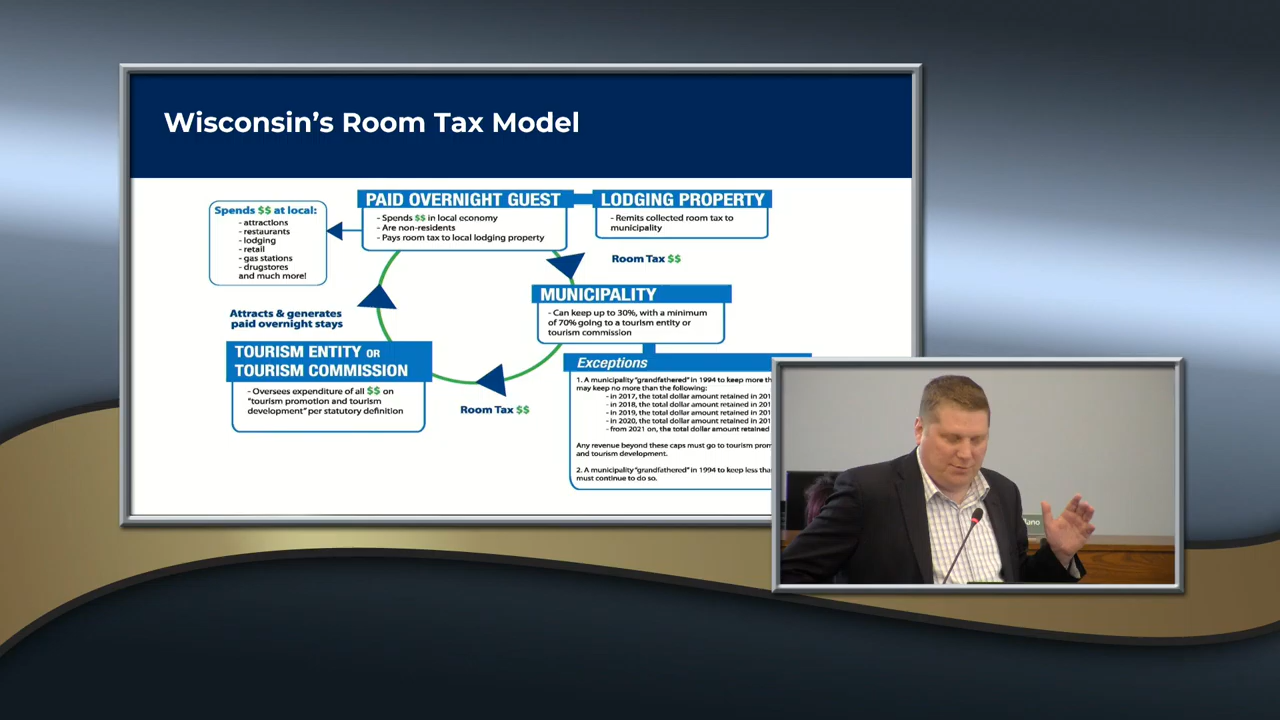 Wisconsin's Room Tax Model
PAID OVERNIGHT GUEST
- Spends $$ in local economy
- Are non-residents
- Pays room tax to local lodging property
LODGING PROPERTY
- Remits collected room tax to
municipality
Spends $$ at local:
- attractions
- restaurants
- lodging
- retail
- gas stations
- drugstores
and much more!
Room Tax $$
MUNICIPALITY
- Can keep up to 30%, with a minimum
of 70% going to a tourism entity or
tourism commission
Attracts & generates
paid overnight stays
TOURISM ENTITY OR
TOURISM COMMISSION
- Oversees expenditure of all $$ on
"tourism promotion and tourism
development" per statutory definition
Room Tax $$
Exceptions
1. A municipality "grandfathered" in 1994 to keep more
may keep no more than the following:
- in 2017, the total dollar amount retained in
- in 2018, the total dollar amount retained in
- in 2019, the total dollar amount retained in
- in 2020, the total dollar amount retained in
- from 2021 on, the total dollar amount retained
Any revenue beyond these caps must go to tourism
and tourism development.
2. A municipality "grandfathered" in 1994 to keep less
must continue to do so.